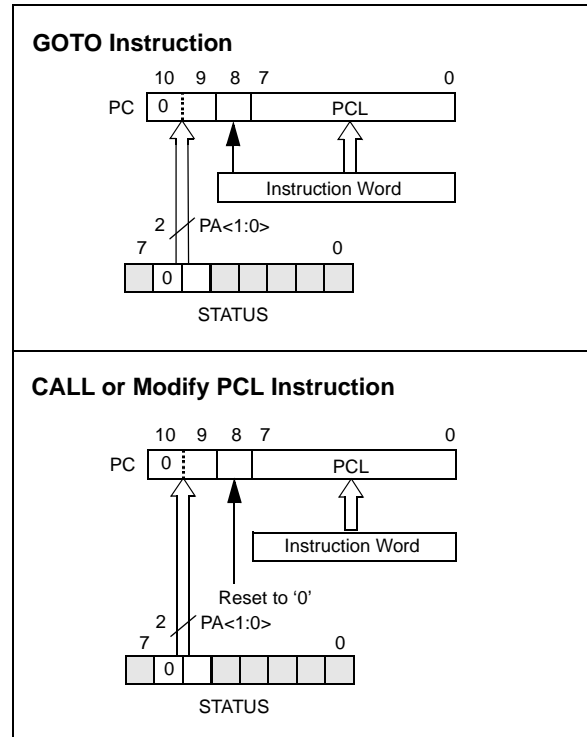 GOTO Instruction
10 9 8 7 0
PC 0 PCL
Instruction Word
2 PA<1:0>
7 0
0
STATUS
CALL or Modify PCL Instruction
10 9 8 7 0
PC 0 PCL
Instruction Word
Reset to ‘0’
2 PA<1:0>
7 0
0
STATUS